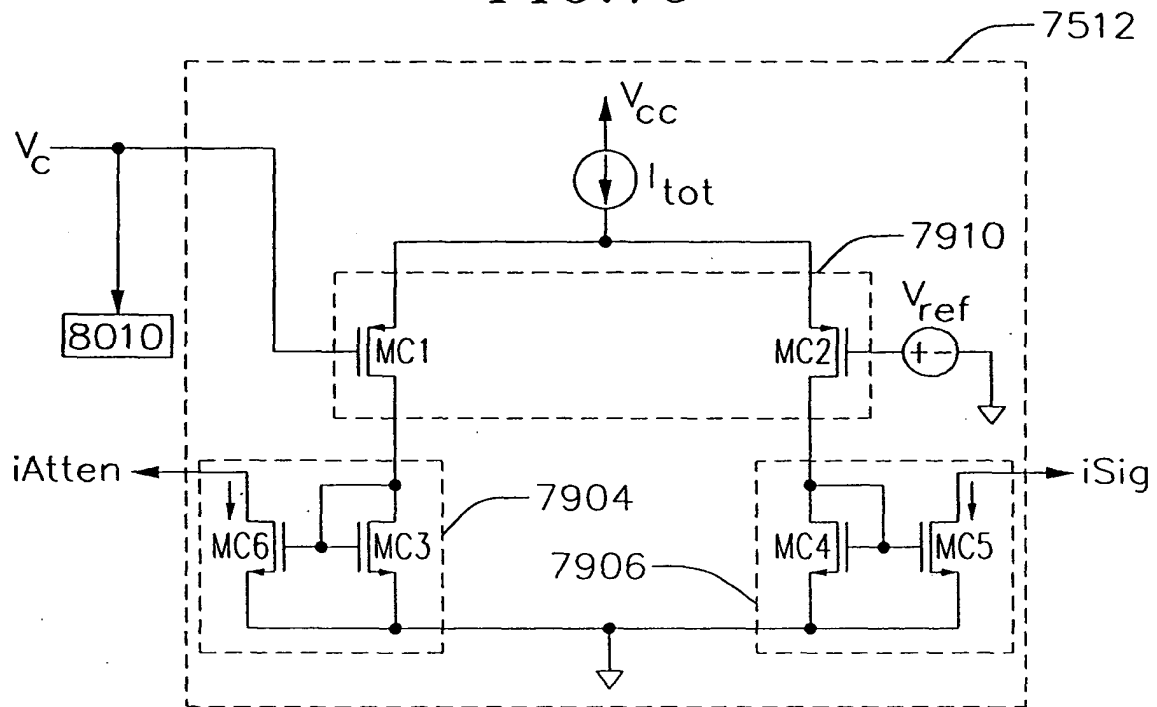 7512
Vcc
Vc
Itot
7910
Vref
8010
MC1
MC2
+ -
iAtten
iSig
7904
MC6
MC3
MC4
MC5
7906